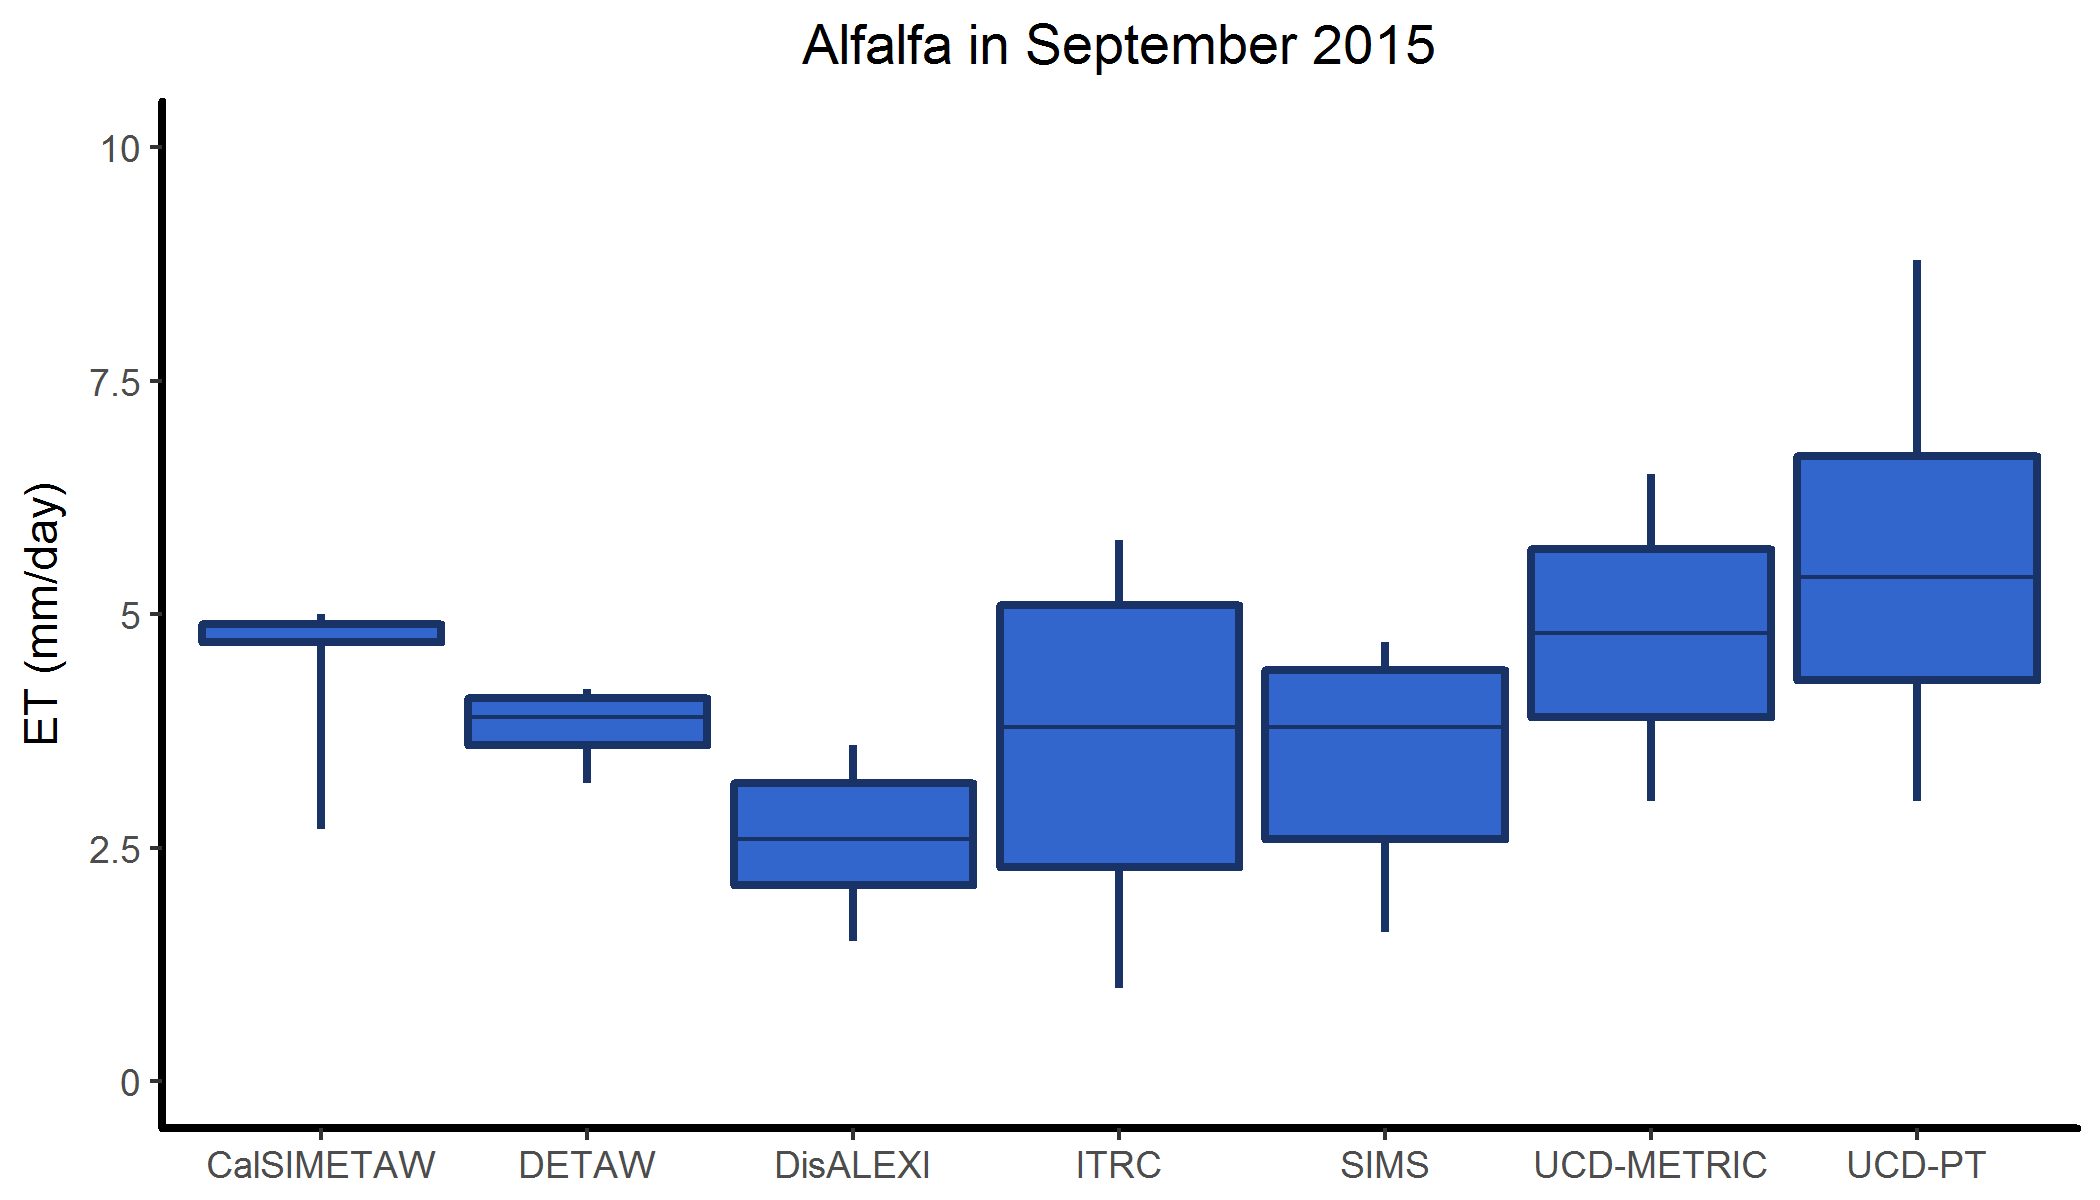 Alfalfa in September 2015
ET (mm/day)
10
7.5
5
2.5
0
CalSIMETAW DETAW DisALEXI ITRC SIMS UCD-METRIC UCD-PT